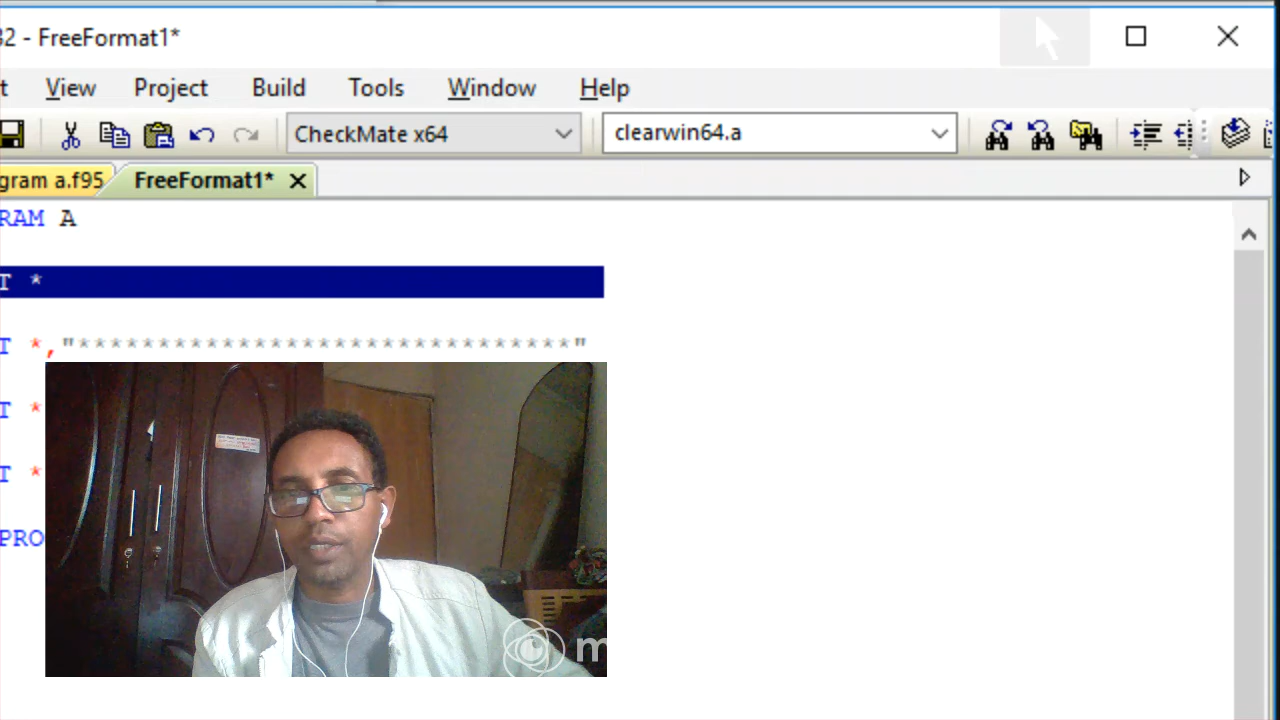 32 - FreeFormat1*
t View Project Build Tools Window Help
CheckMate x64 clearwin64.a
gram a.f95 FreeFormat1*
RAM A
T *
T *,"*******************************"
T *
T *
PRO
m